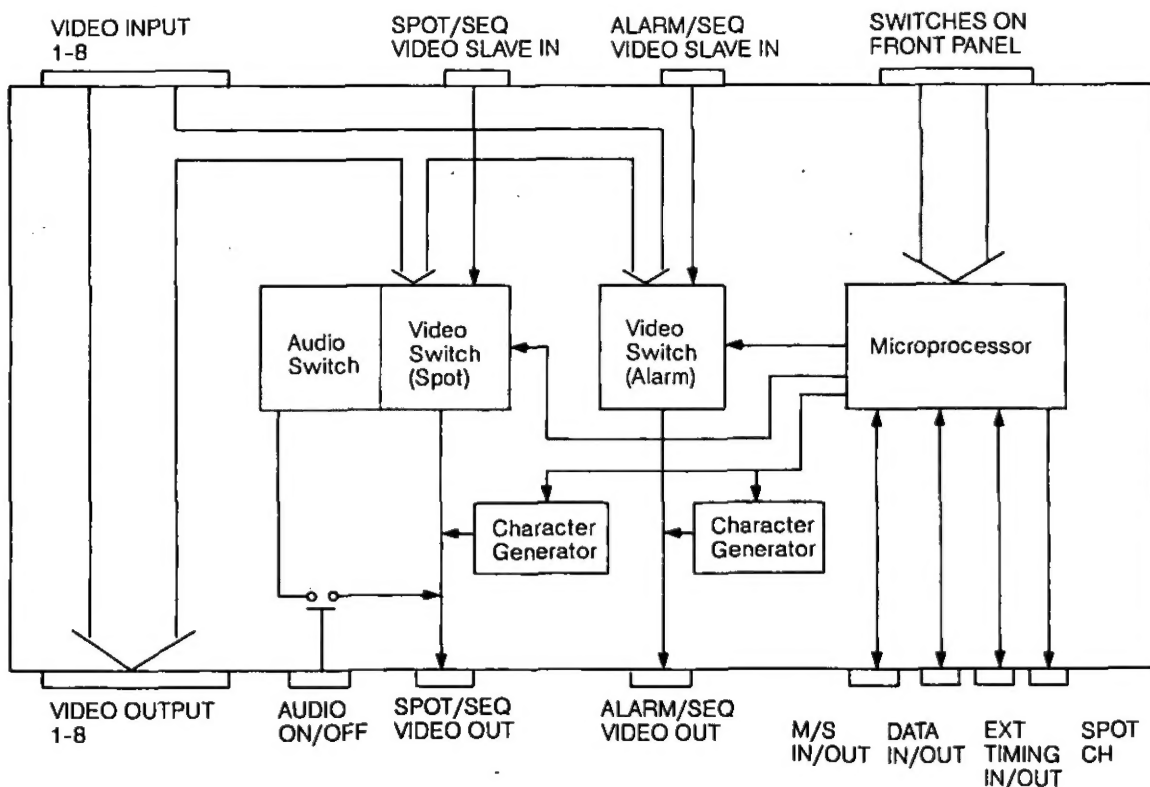 VIDEO INPUT
1-8
SPOT/SEQ
VIDEO SLAVE IN
ALARM/SEQ
VIDEO SLAVE IN
SWITCHES ON
FRONT PANEL
Audio
Switch
Video
Switch
(Spot)
Video
Switch
(Alarm)
Microprocessor
Character
Generator
Character
Generator
VIDEO OUTPUT
1-8
AUDIO
ON/OFF
SPOT/SEQ
VIDEO OUT
ALARM/SEQ
VIDEO OUT
M/S
IN/OUT
DATA
IN/OUT
EXT
TIMING
IN/OUT
SPOT
CH